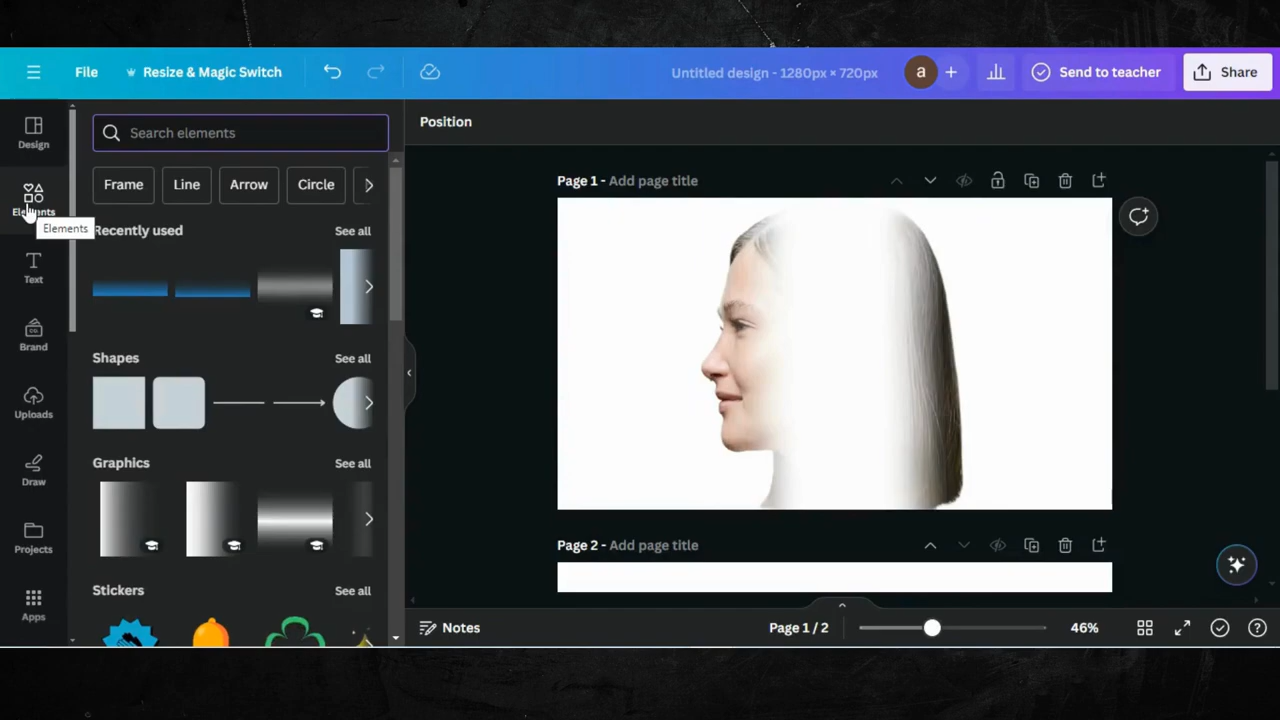 File
Resize & Magic Switch
Untitled design - 1280px × 720px
a
Send to teacher
Share
Design
Elements
Elements
Text
Brand
Uploads
Draw
Projects
Apps
Search elements
Frame
Line
Arrow
Circle
Recently used
See all
Shapes
See all
Graphics
See all
Stickers
See all
Position
Page 1 - Add page title
Page 2 - Add page title
Notes
Page 1 / 2
46%